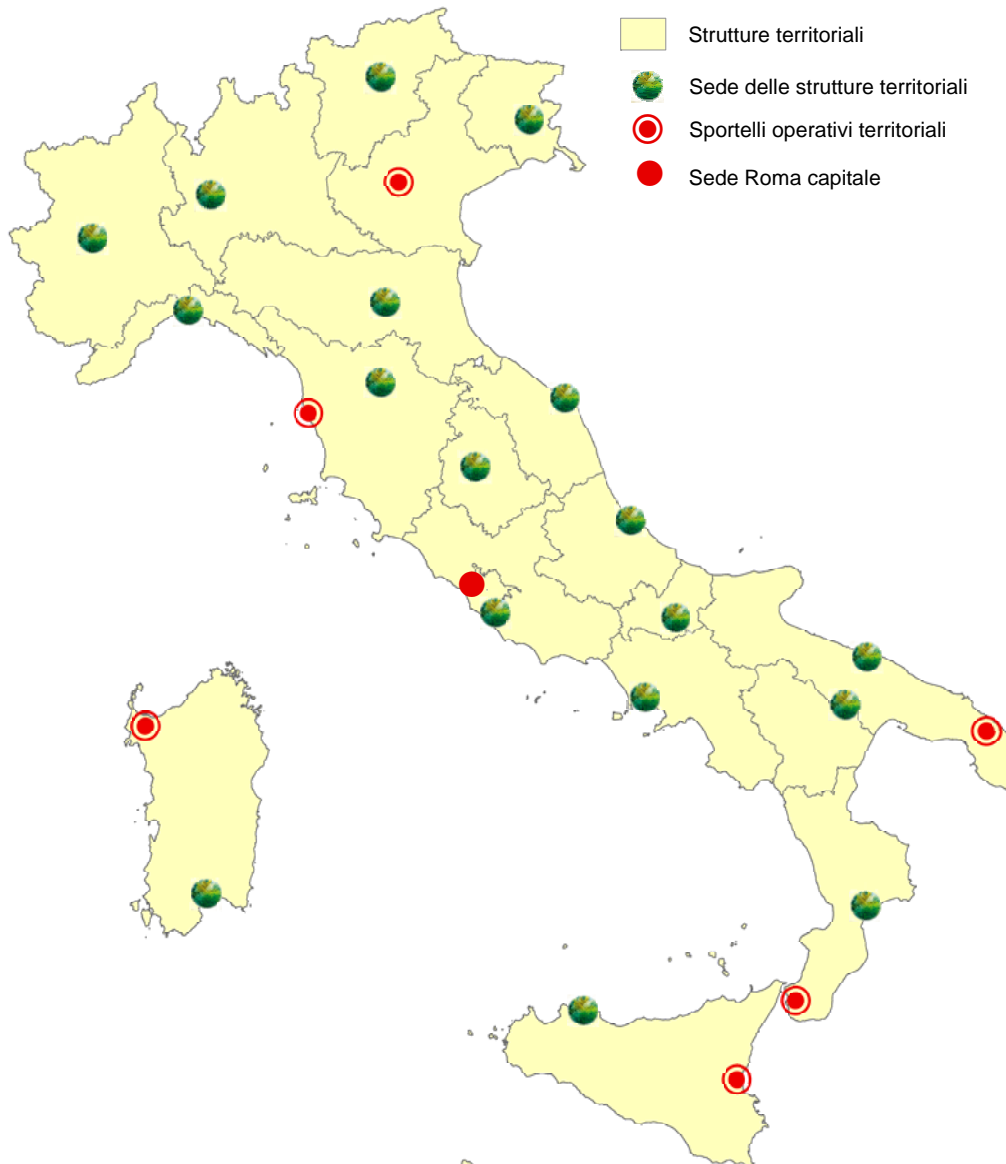 Strutture territoriali
Sede delle strutture territoriali
Sportelli operativi territoriali
Sede Roma capitale